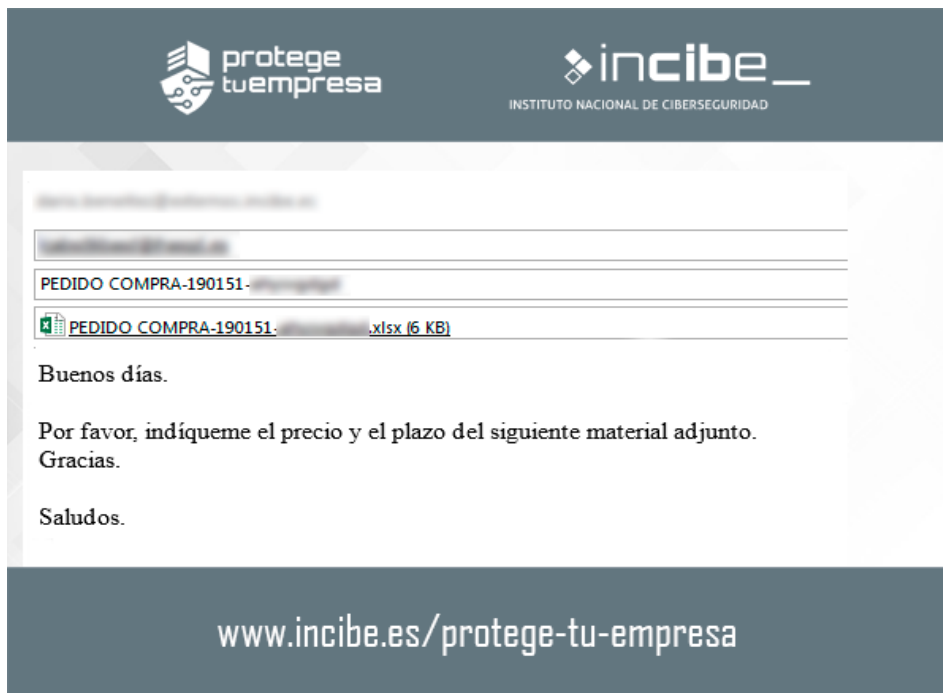 protege
tuempresa
incibe_
INSTITUTO NACIONAL DE CIBERSEGURIDAD
PEDIDO COMPRA-190151-
PEDIDO COMPRA-190151- .xlsx (6 KB)
Buenos días.
Por favor, indíqueme el precio y el plazo del siguiente material adjunto.
Gracias.
Saludos.
www.incibe.es/protege-tu-empresa